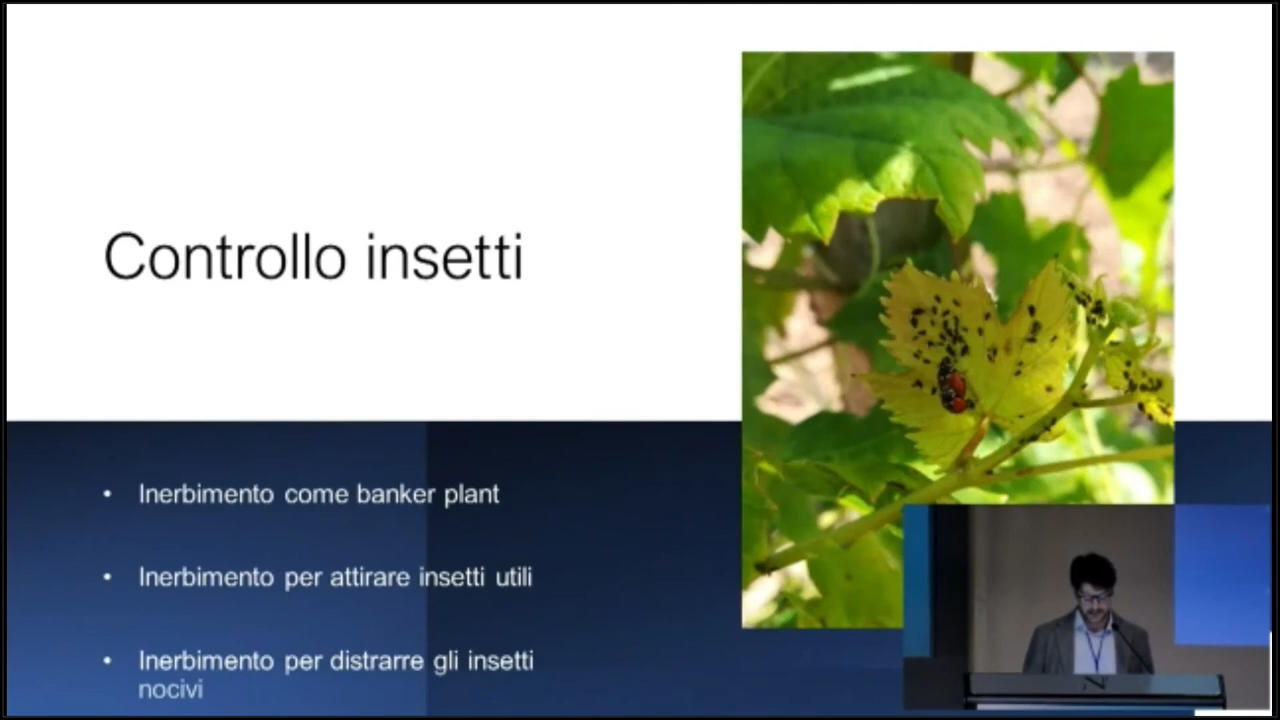 Controllo insetti
• Inerbimento come banker plant
• Inerbimento per attirare insetti utili
• Inerbimento per distrarre gli insetti
nocivi